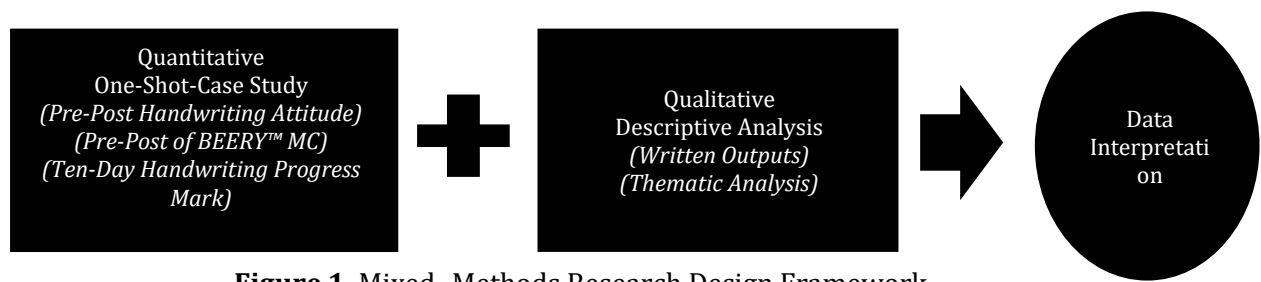 Quantitative
One-Shot-Case Study
(Pre-Post Handwriting Attitude)
(Pre-Post of BEERY™ MC)
(Ten-Day Handwriting Progress
Mark)
Qualitative
Descriptive Analysis
(Written Outputs)
(Thematic Analysis)
Data
Interpretati
on
Figure 1. Mixed- Methods Research Design Framework